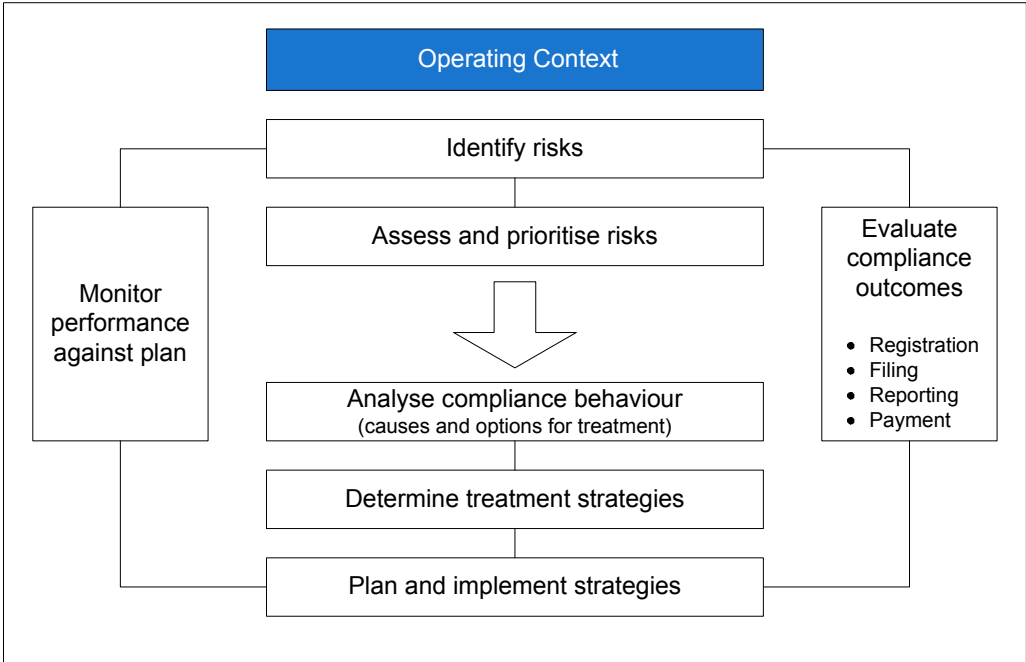 Operating Context
Identify risks
Assess and prioritise risks
Monitor
performance
against plan
Evaluate
compliance
outcomes
• Registration
• Filing
• Reporting
• Payment
Analyse compliance behaviour
(causes and options for treatment)
Determine treatment strategies
Plan and implement strategies